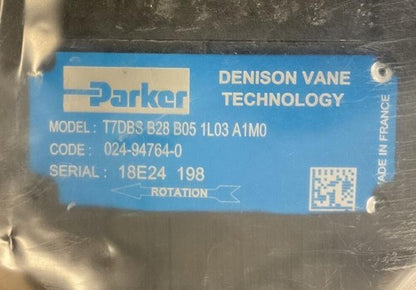 Parker
DENISON VANE
TECHNOLOGY
MODEL : T7DBS B28 B05 1L03 A1M0
CODE : 024-94764-0
SERIAL : 18E24 198
ROTATION
MADE IN FRANCE